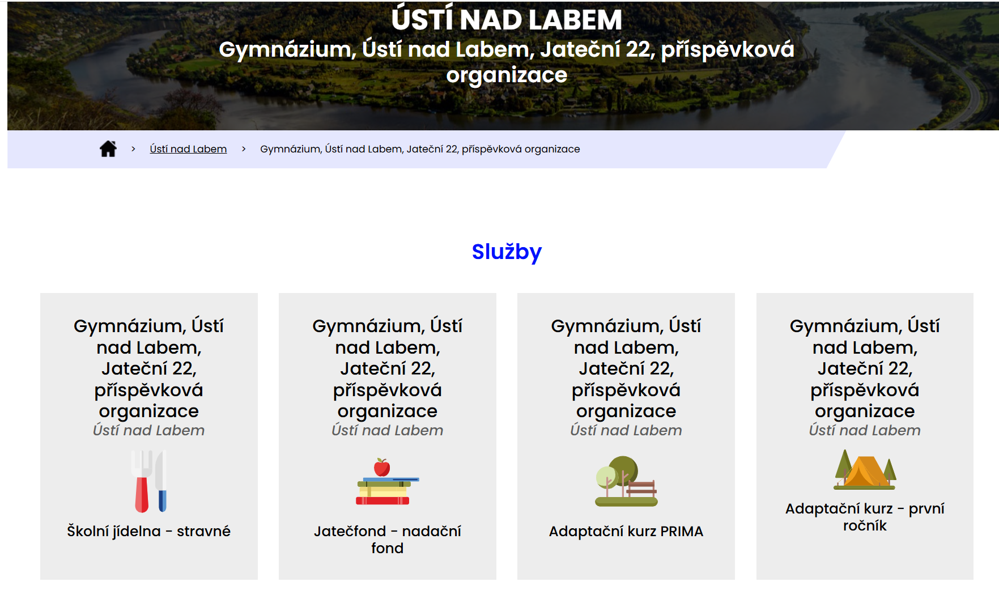 ÚSTÍ NAD LABEM
Gymnázium, Ústí nad Labem, Jateční 22, příspěvková
organizace
> Ústí nad Labem > Gymnázium, Ústí nad Labem, Jateční 22, příspěvková organizace
Služby
Gymnázium, Ústí
nad Labem,
Jateční 22,
příspěvková
organizace
Ústí nad Labem
Školní jídelna - stravné
Gymnázium, Ústí
nad Labem,
Jateční 22,
příspěvková
organizace
Ústí nad Labem
Jatečfond - nadační
fond
Gymnázium, Ústí
nad Labem,
Jateční 22,
příspěvková
organizace
Ústí nad Labem
Adaptační kurz PRIMA
Gymnázium, Ústí
nad Labem,
Jateční 22,
příspěvková
organizace
Ústí nad Labem
Adaptační kurz - první
ročník